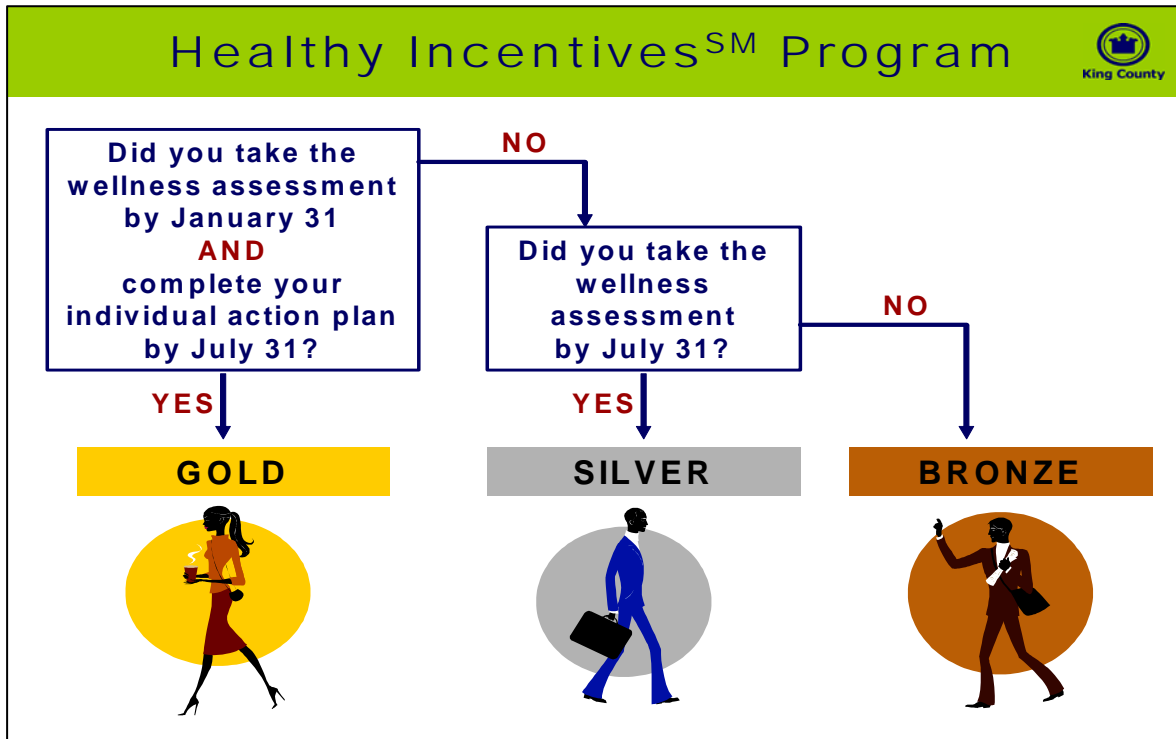 Healthy Incentives SM Program
King County
Did you take the
wellness assessment
by January 31
AND
complete your
individual action plan
by July 31?
NO
Did you take the
wellness
assessment
by July 31?
NO
YES
YES
GOLD
SILVER
BRONZE